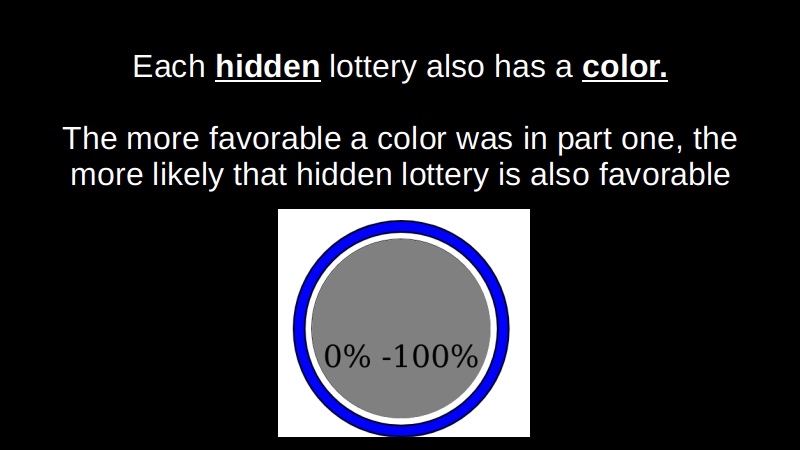 Each hidden lottery also has a color.
The more favorable a color was in part one, the
more likely that hidden lottery is also favorable
0% -100%